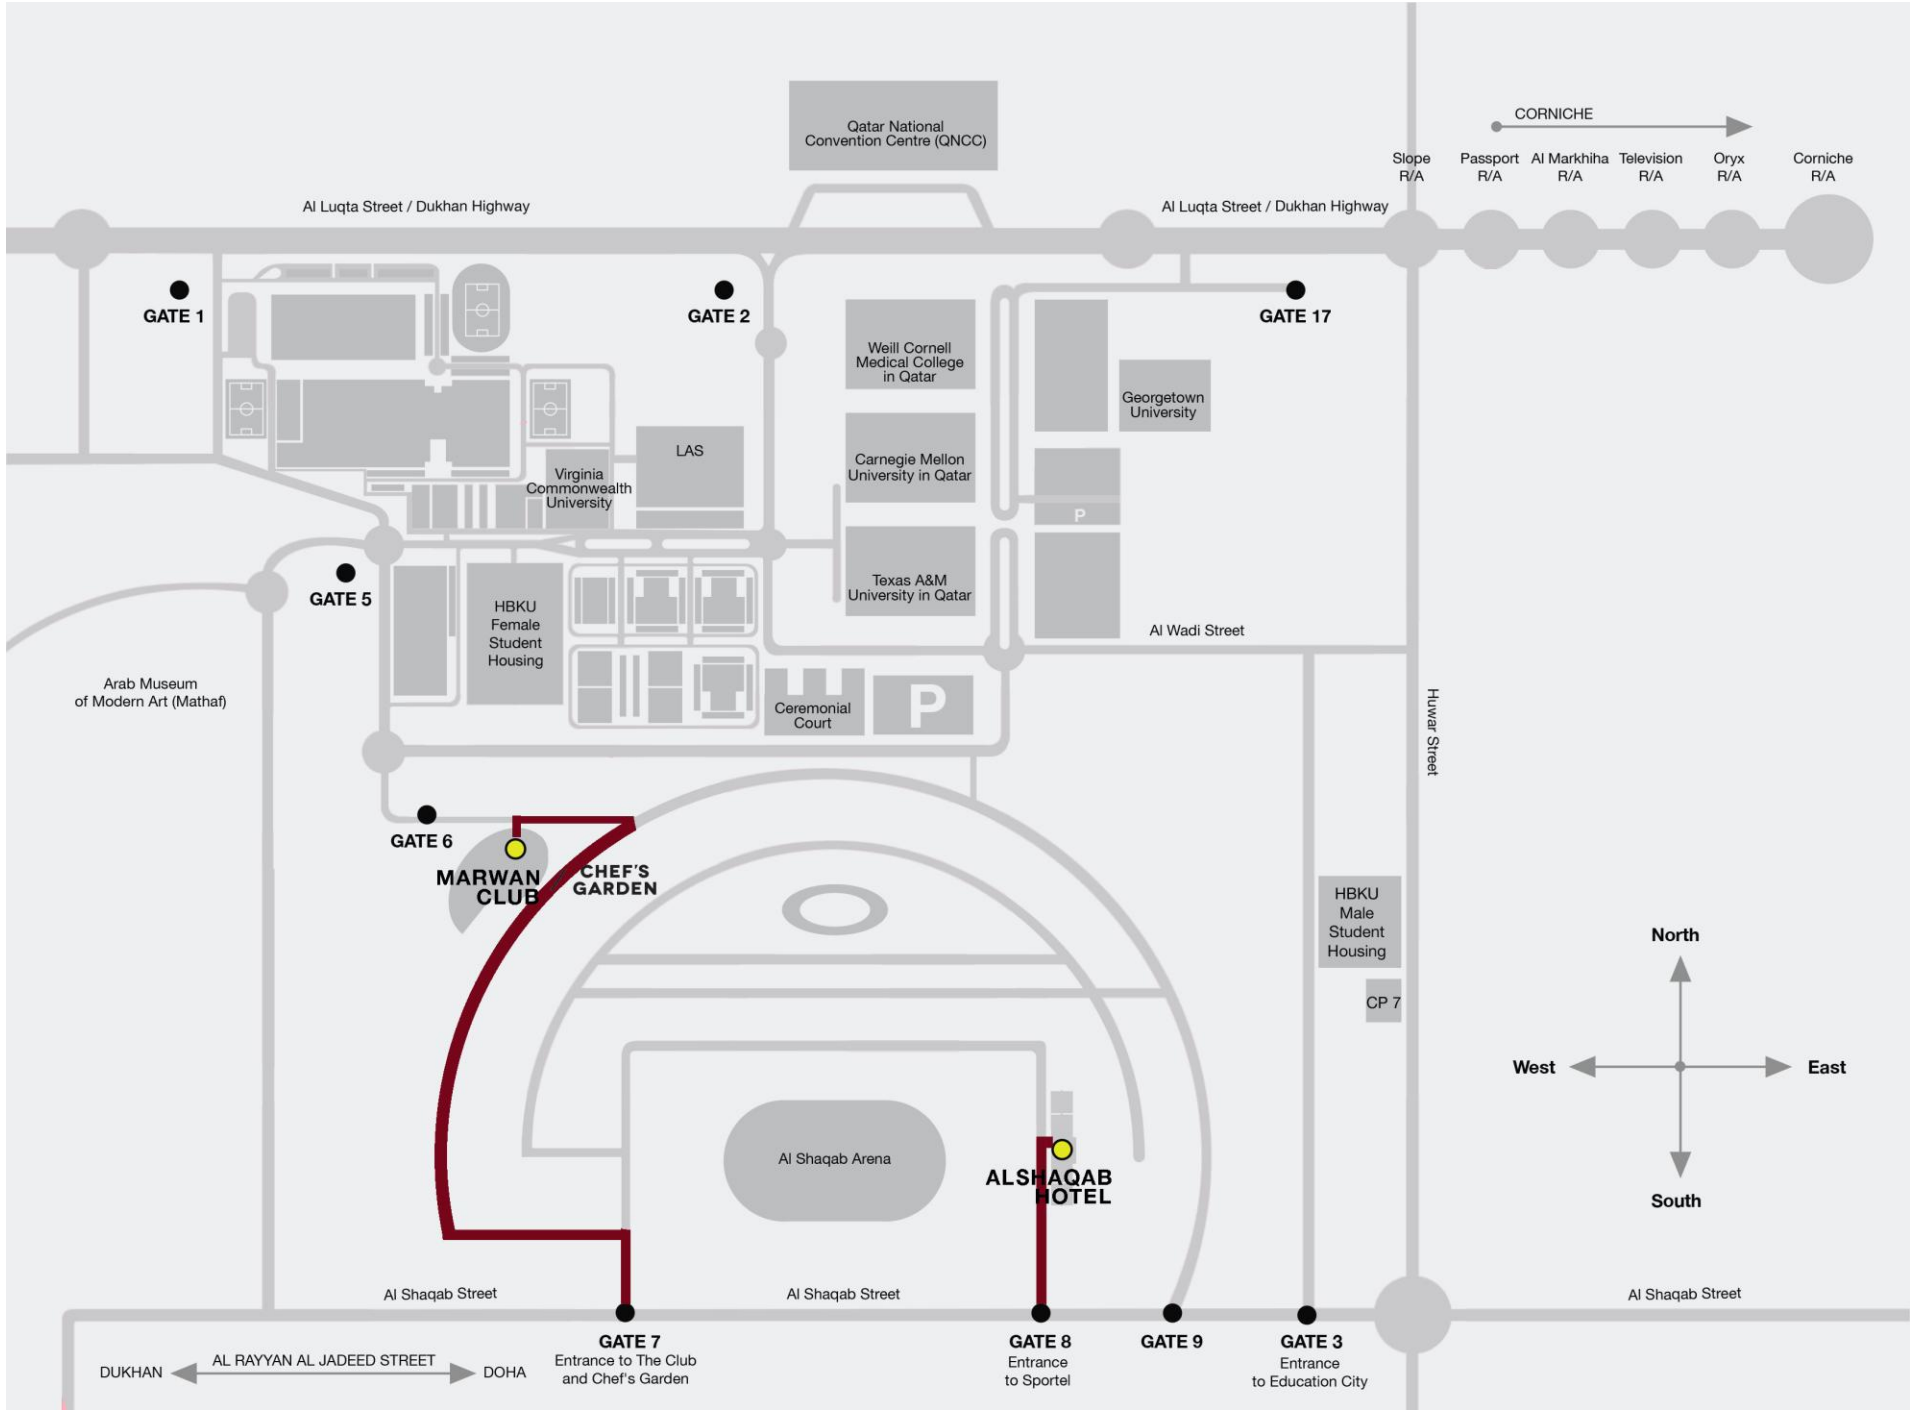 Qatar National
Convention Centre (QNCC)
CORNICHE
Slope
R/A
Passport
R/A
Al Markhiha
R/A
Television
R/A
Oryx
R/A
Corniche
R/A
Al Luqta Street / Dukhan Highway
Al Luqta Street / Dukhan Highway
GATE 1
GATE 2
GATE 17
Weill Cornell
Medical College
in Qatar
Georgetown
University
LAS
Carnegie Mellon
University in Qatar
Virginia
Commonwealth
University
P
GATE 5
HBKU
Female
Student
Housing
Texas A&M
University in Qatar
Al Wadi Street
Arab Museum
of Modern Art (Mathaf)
Ceremonial
Court
P
Huwar Street
GATE 6
MARWAN
CLUB
CHEF'S
GARDEN
HBKU
Male
Student
Housing
CP 7
North
West
East
South
Al Shaqab Arena
ALSHAQAB
HOTEL
Al Shaqab Street
Al Shaqab Street
Al Shaqab Street
GATE 7
Entrance to The Club
and Chef's Garden
GATE 8
Entrance
to Sportel
GATE 9
GATE 3
Entrance
to Education City
DUKHAN
AL RAYYAN AL JADEED STREET
DOHA